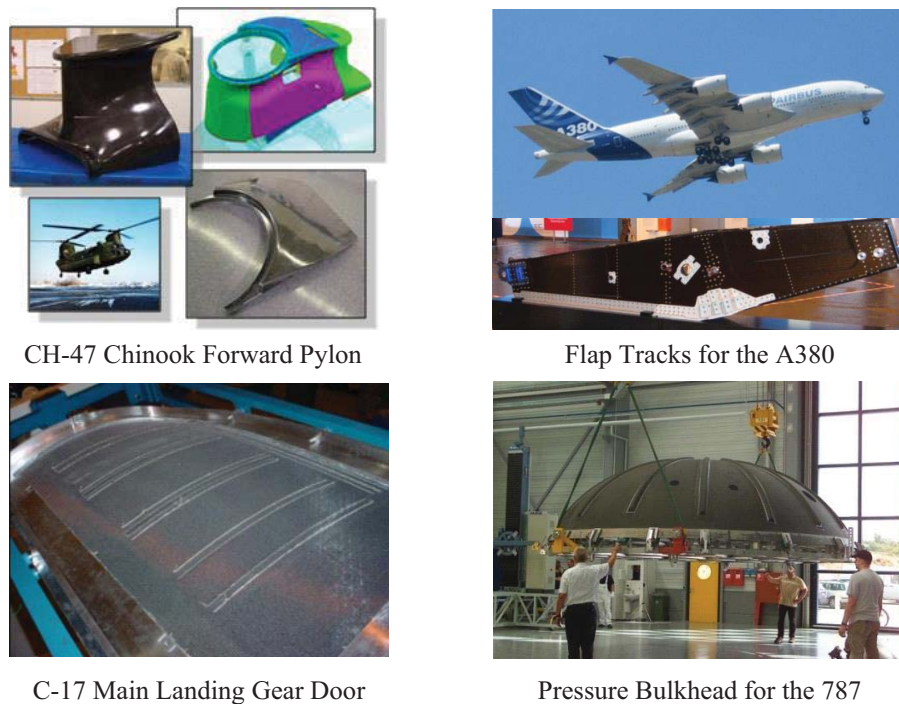 AIRBUS
A380
CH-47 Chinook Forward Pylon
Flap Tracks for the A380
C-17 Main Landing Gear Door
Pressure Bulkhead for the 787